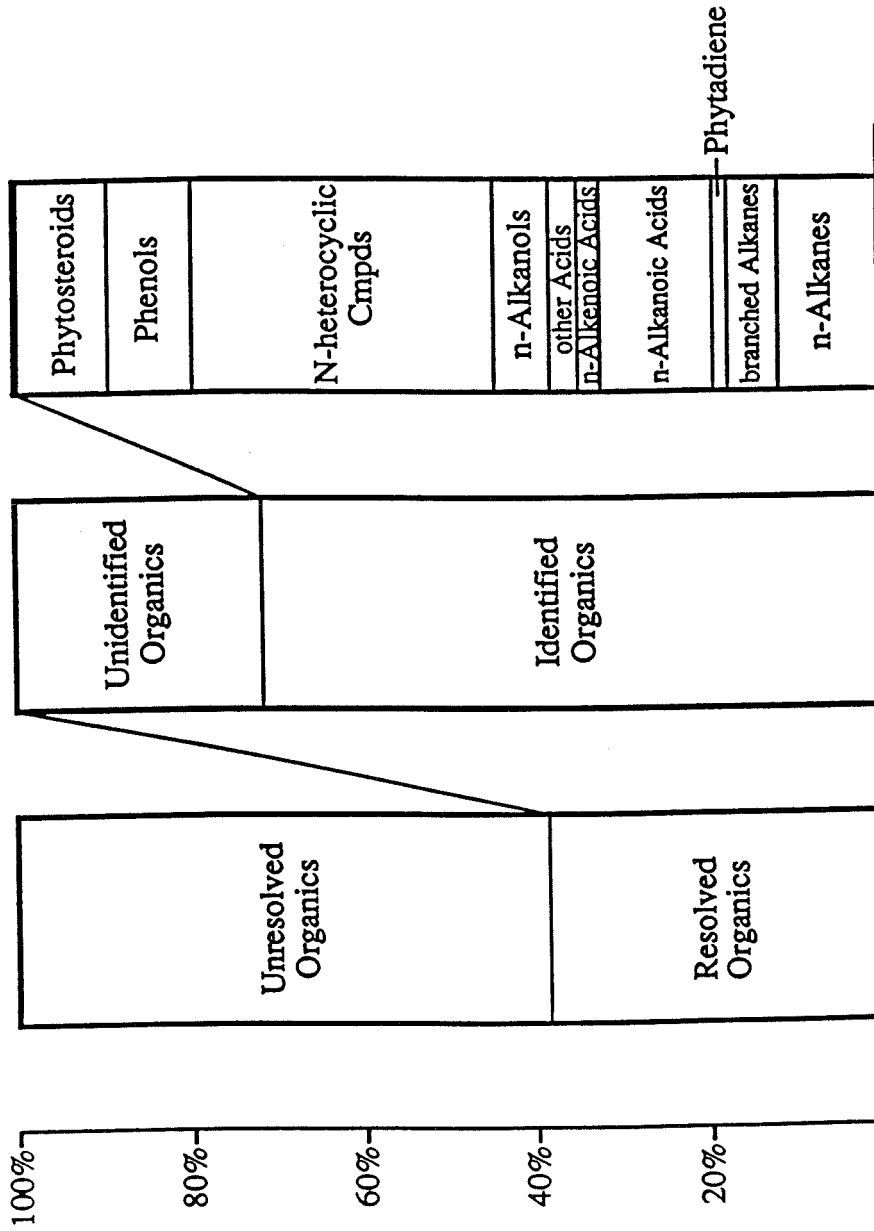 100%
80%
60%
40%
20%
Unresolved
Organics
Resolved
Organics
Unidentified
Organics
Identified
Organics
Phytosteroids
Phenols
N-heterocyclic
Cmpds
n-Alkanols
other Acids
n-Alkenoic Acids
n-Alkanoic Acids
Phytadiene
branched Alkanes
n-Alkanes